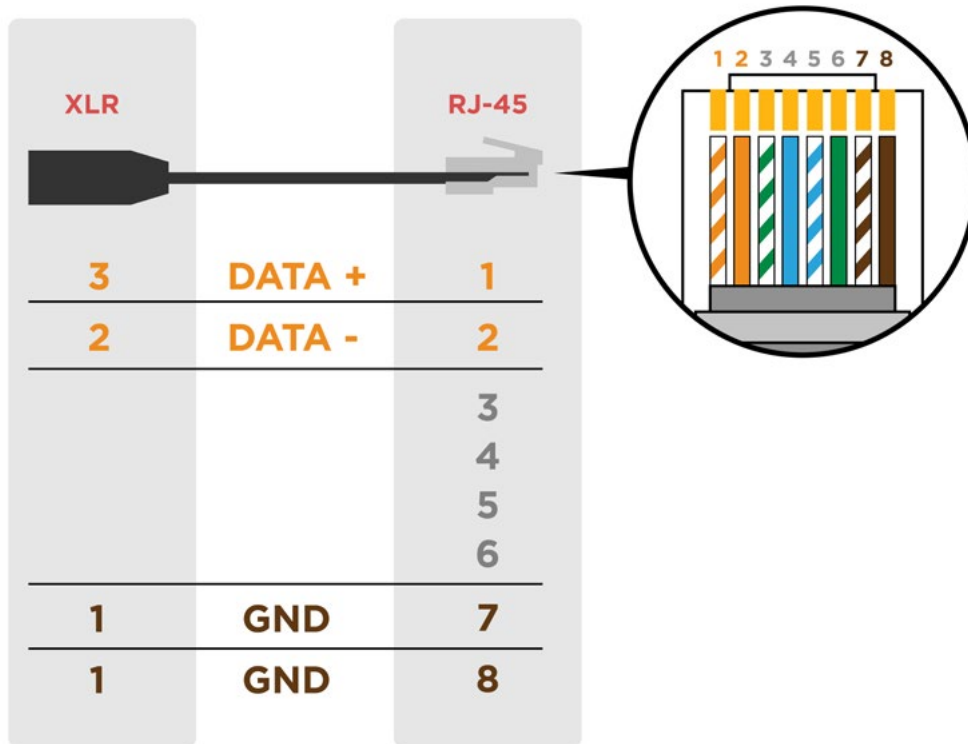 1 2 3 4 5 6 7 8
XLR RJ-45
3 DATA + 1
2 DATA - 2
3
4
5
6
1 GND 7
1 GND 8